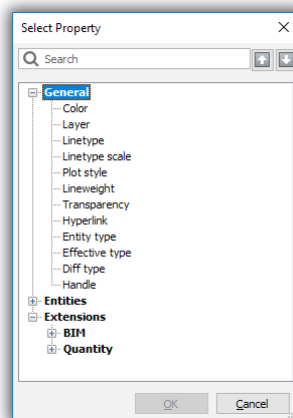 Select Property
Search
General
Color
Layer
Linetype
Linetype scale
Plot style
Lineweight
Transparency
Hyperlink
Entity type
Effective type
Diff type
Handle
Entities
Extensions
BIM
Quantity
OK
Cancel